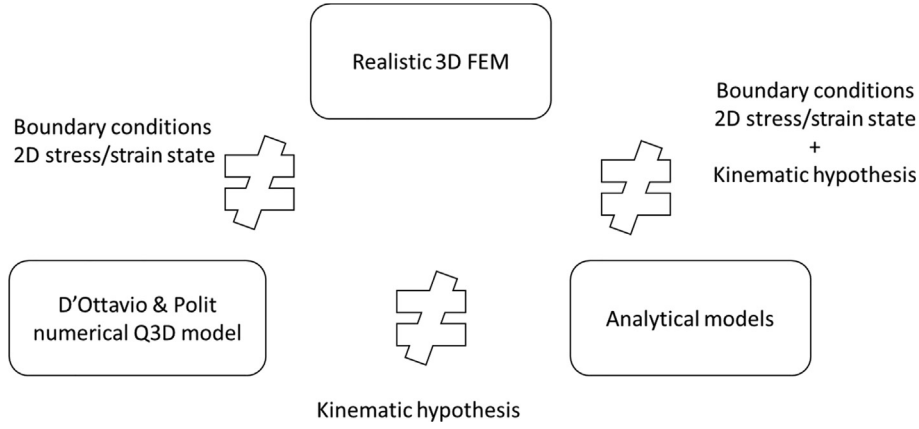 Realistic 3D FEM
Boundary conditions
2D stress/strain state
Boundary conditions
2D stress/strain state
+
Kinematic hypothesis
D’Ottavio & Polit
numerical Q3D model
Analytical models
Kinematic hypothesis